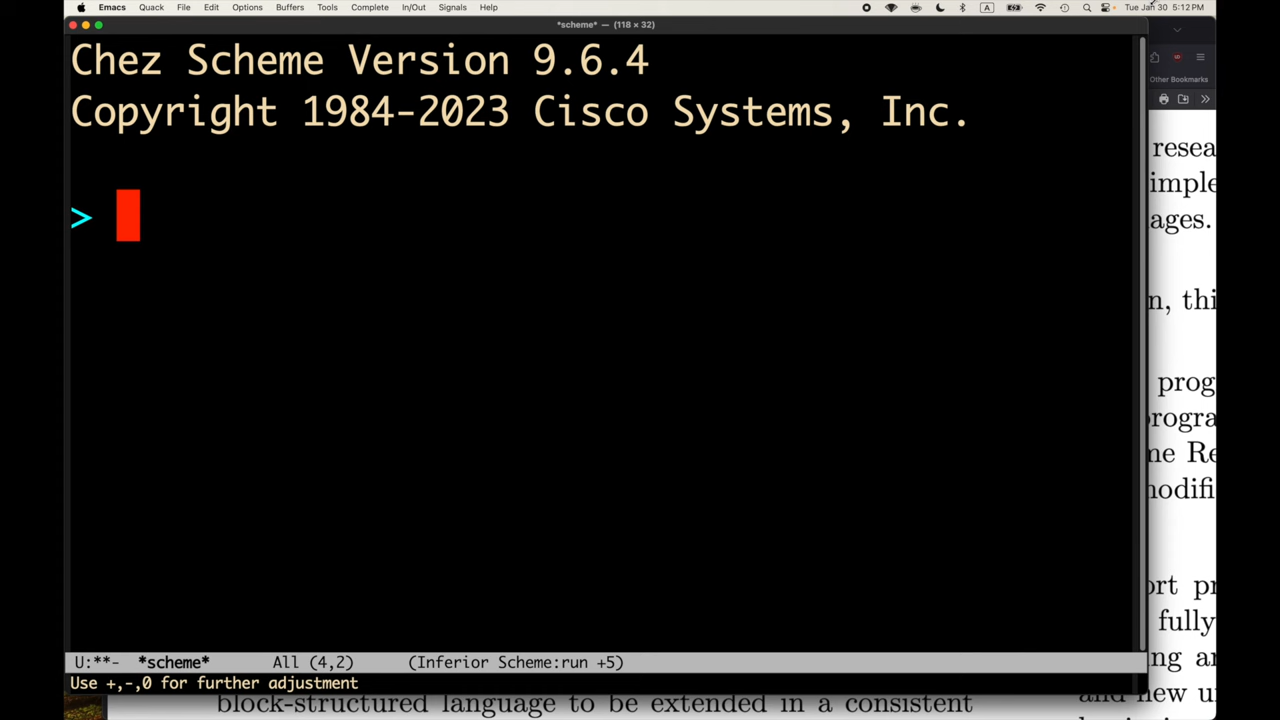 Emacs Quack File Edit Options Buffers Tools Complete In/Out Signals Help
A
Tue Jan 30 5:12 PM
*scheme* — (118 × 32)
Chez Scheme Version 9.6.4
Copyright 1984-2023 Cisco Systems, Inc.
>
Other Bookmarks
resea
imple
ages.
n, thi
prog
progra
ne Re
nodifi
ort pr
fully
ng an
and new u
U:**- *scheme* All (4,2) (Inferior Scheme:run +5)
Use +,-,0 for further adjustment
block-structured language to be extended in a consistent